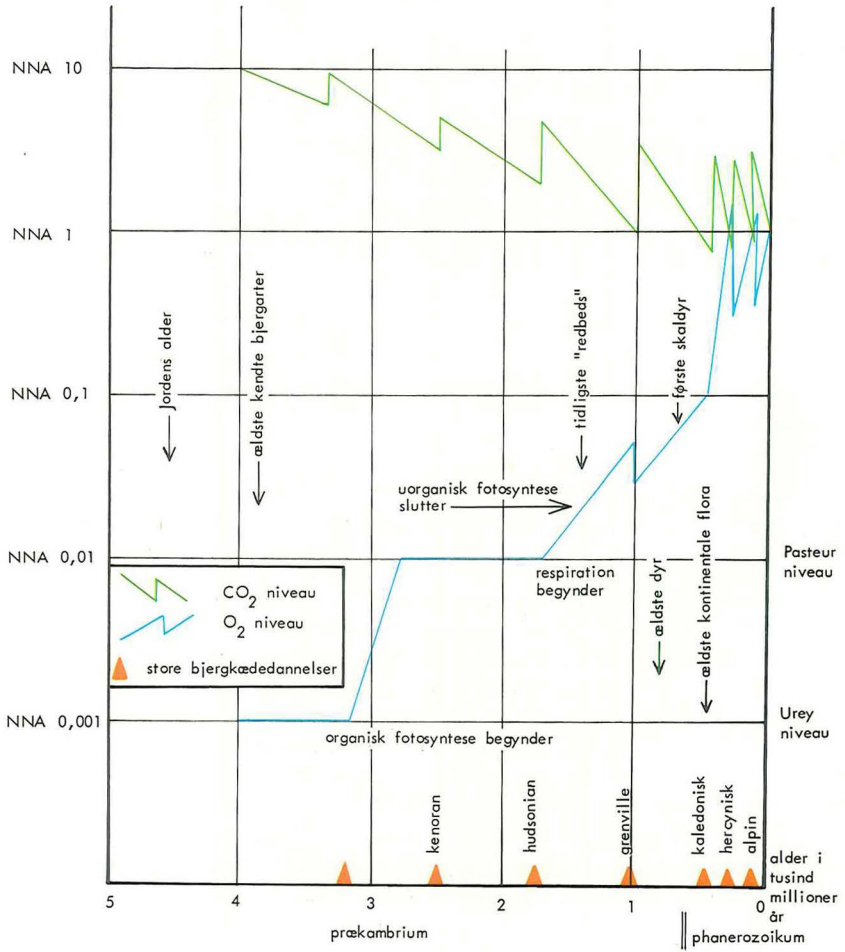 NNA 10
NNA 1
NNA 0,1
NNA 0,01
NNA 0,001
Jordens alder
ældste kendte bjergarter
tidligste "redbeds"
første skaldyr
uorganisk fotosyntese
slutter
respiration
begynder
ældste dyr
ældste kontinentale flora
Pasteur
niveau
Urey
niveau
CO2 niveau
O2 niveau
store bjergkædedannelser
organisk fotosyntese begynder
kenoran
hudsonian
grenville
kaledonisk
hercynisk
alpin
alder i
tusind
millioner
år
5 4 3 2 1 0
prækambrium
phanerozoikum